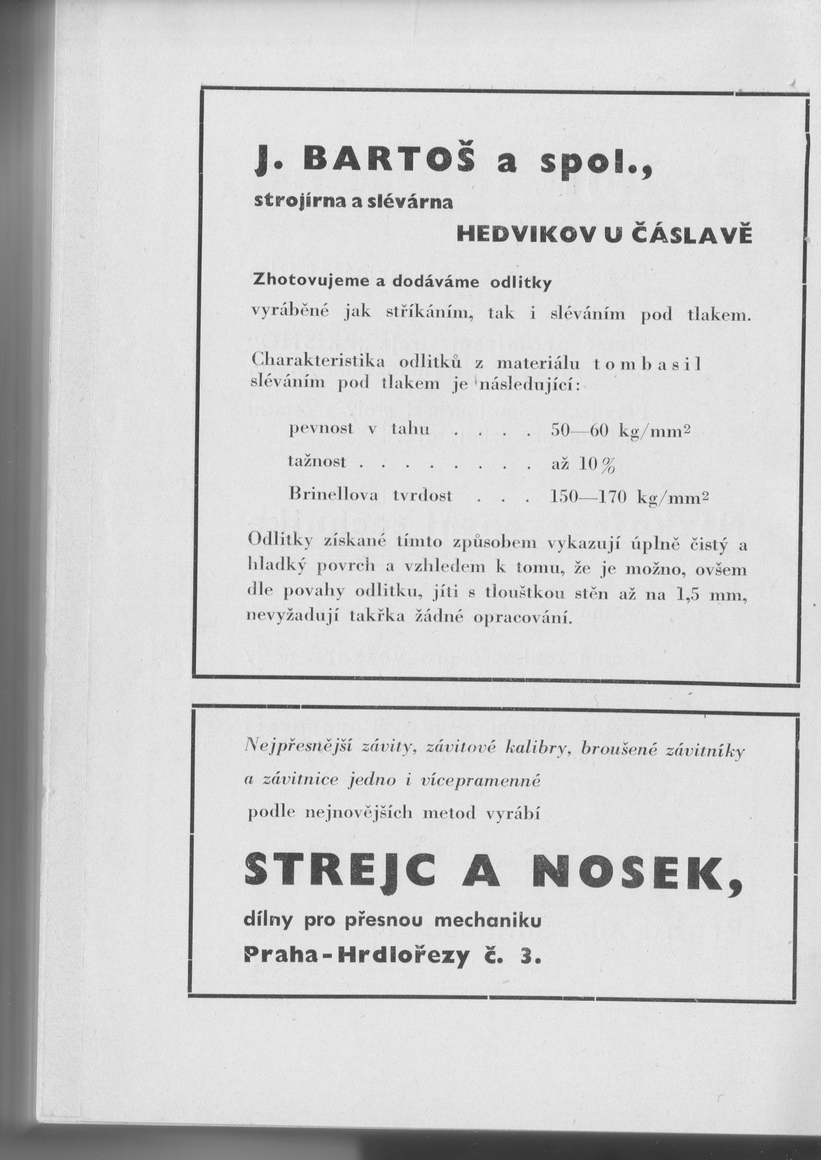 J. BARTOŠ a spol.,
strojírna a slévárna
HEDVIKOV U ČÁSLAVĚ
Zhotovujeme a dodáváme odlitky
vyráběné jak stříkáním, tak i sléváním pod tlakem.
Charakteristika odlitků z materiálu tombasil
sléváním pod tlakem je následující:
pevnost v tahu . . . . 50—60 kg/mm²
tažnost . . . . . . . . až 10%
Brinellova tvrdost . . . 150—170 kg/mm²
Odlitky získané tímto způsobem vykazují úplně čistý a
hladký povrch a vzhledem k tomu, že je možno, ovšem
dle povahy odlitku, jíti s tlouštkou stěn až na 1,5 mm,
nevyžadují takřka žádné opracování.
Nejpřesnější závity, závitové kalibry, broušené závitníky
a závitnice jedno i vícepramenné
podle nejnovějších metod vyrábí
STREJC A NOSEK,
dílny pro přesnou mechaniku
Praha-Hrdlořezy č. 3.